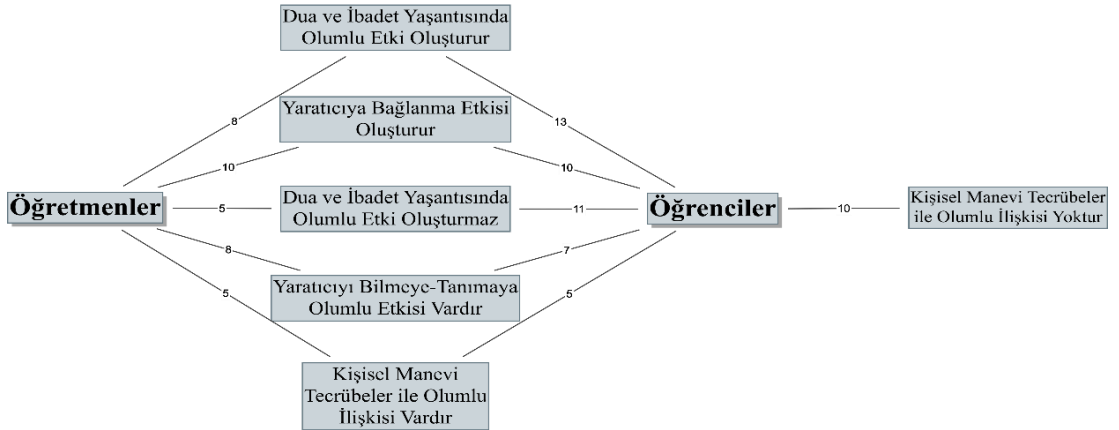 Dua ve İbadet Yaşantısında
Olumlu Etki Oluşturur
8
13
Yaratıcıya Bağlanma Etkisi
Oluşturur
10
10
Öğretmenler
5
Dua ve İbadet Yaşantısında
Olumlu Etki Oluşturmaz
11
Öğrenciler
10
Kişisel Manevi Tecrübeler
ile Olumlu İlişkisi Yoktur
8
7
Yaratıcıyı Bilmeye-Tanımaya
Olumlu Etkisi Vardır
5
5
Kişisel Manevi
Tecrübeler ile Olumlu
İlişkisi Vardır